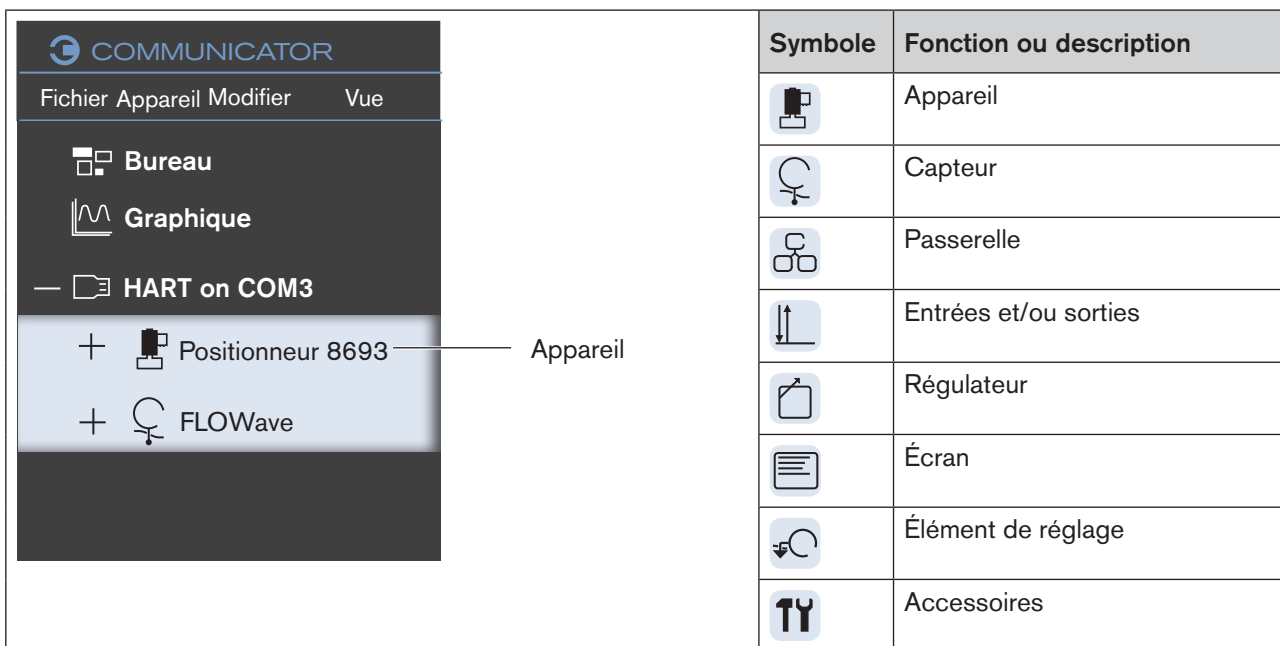 COMMUNICATOR
Fichier Appareil Modifier Vue
Bureau
Graphique
HART on COM3
Positionneur 8693
Appareil
FLOWave
Symbole Fonction ou description
Appareil
Capteur
Passerelle
Entrées et/ou sorties
Régulateur
Écran
Élément de réglage
Accessoires